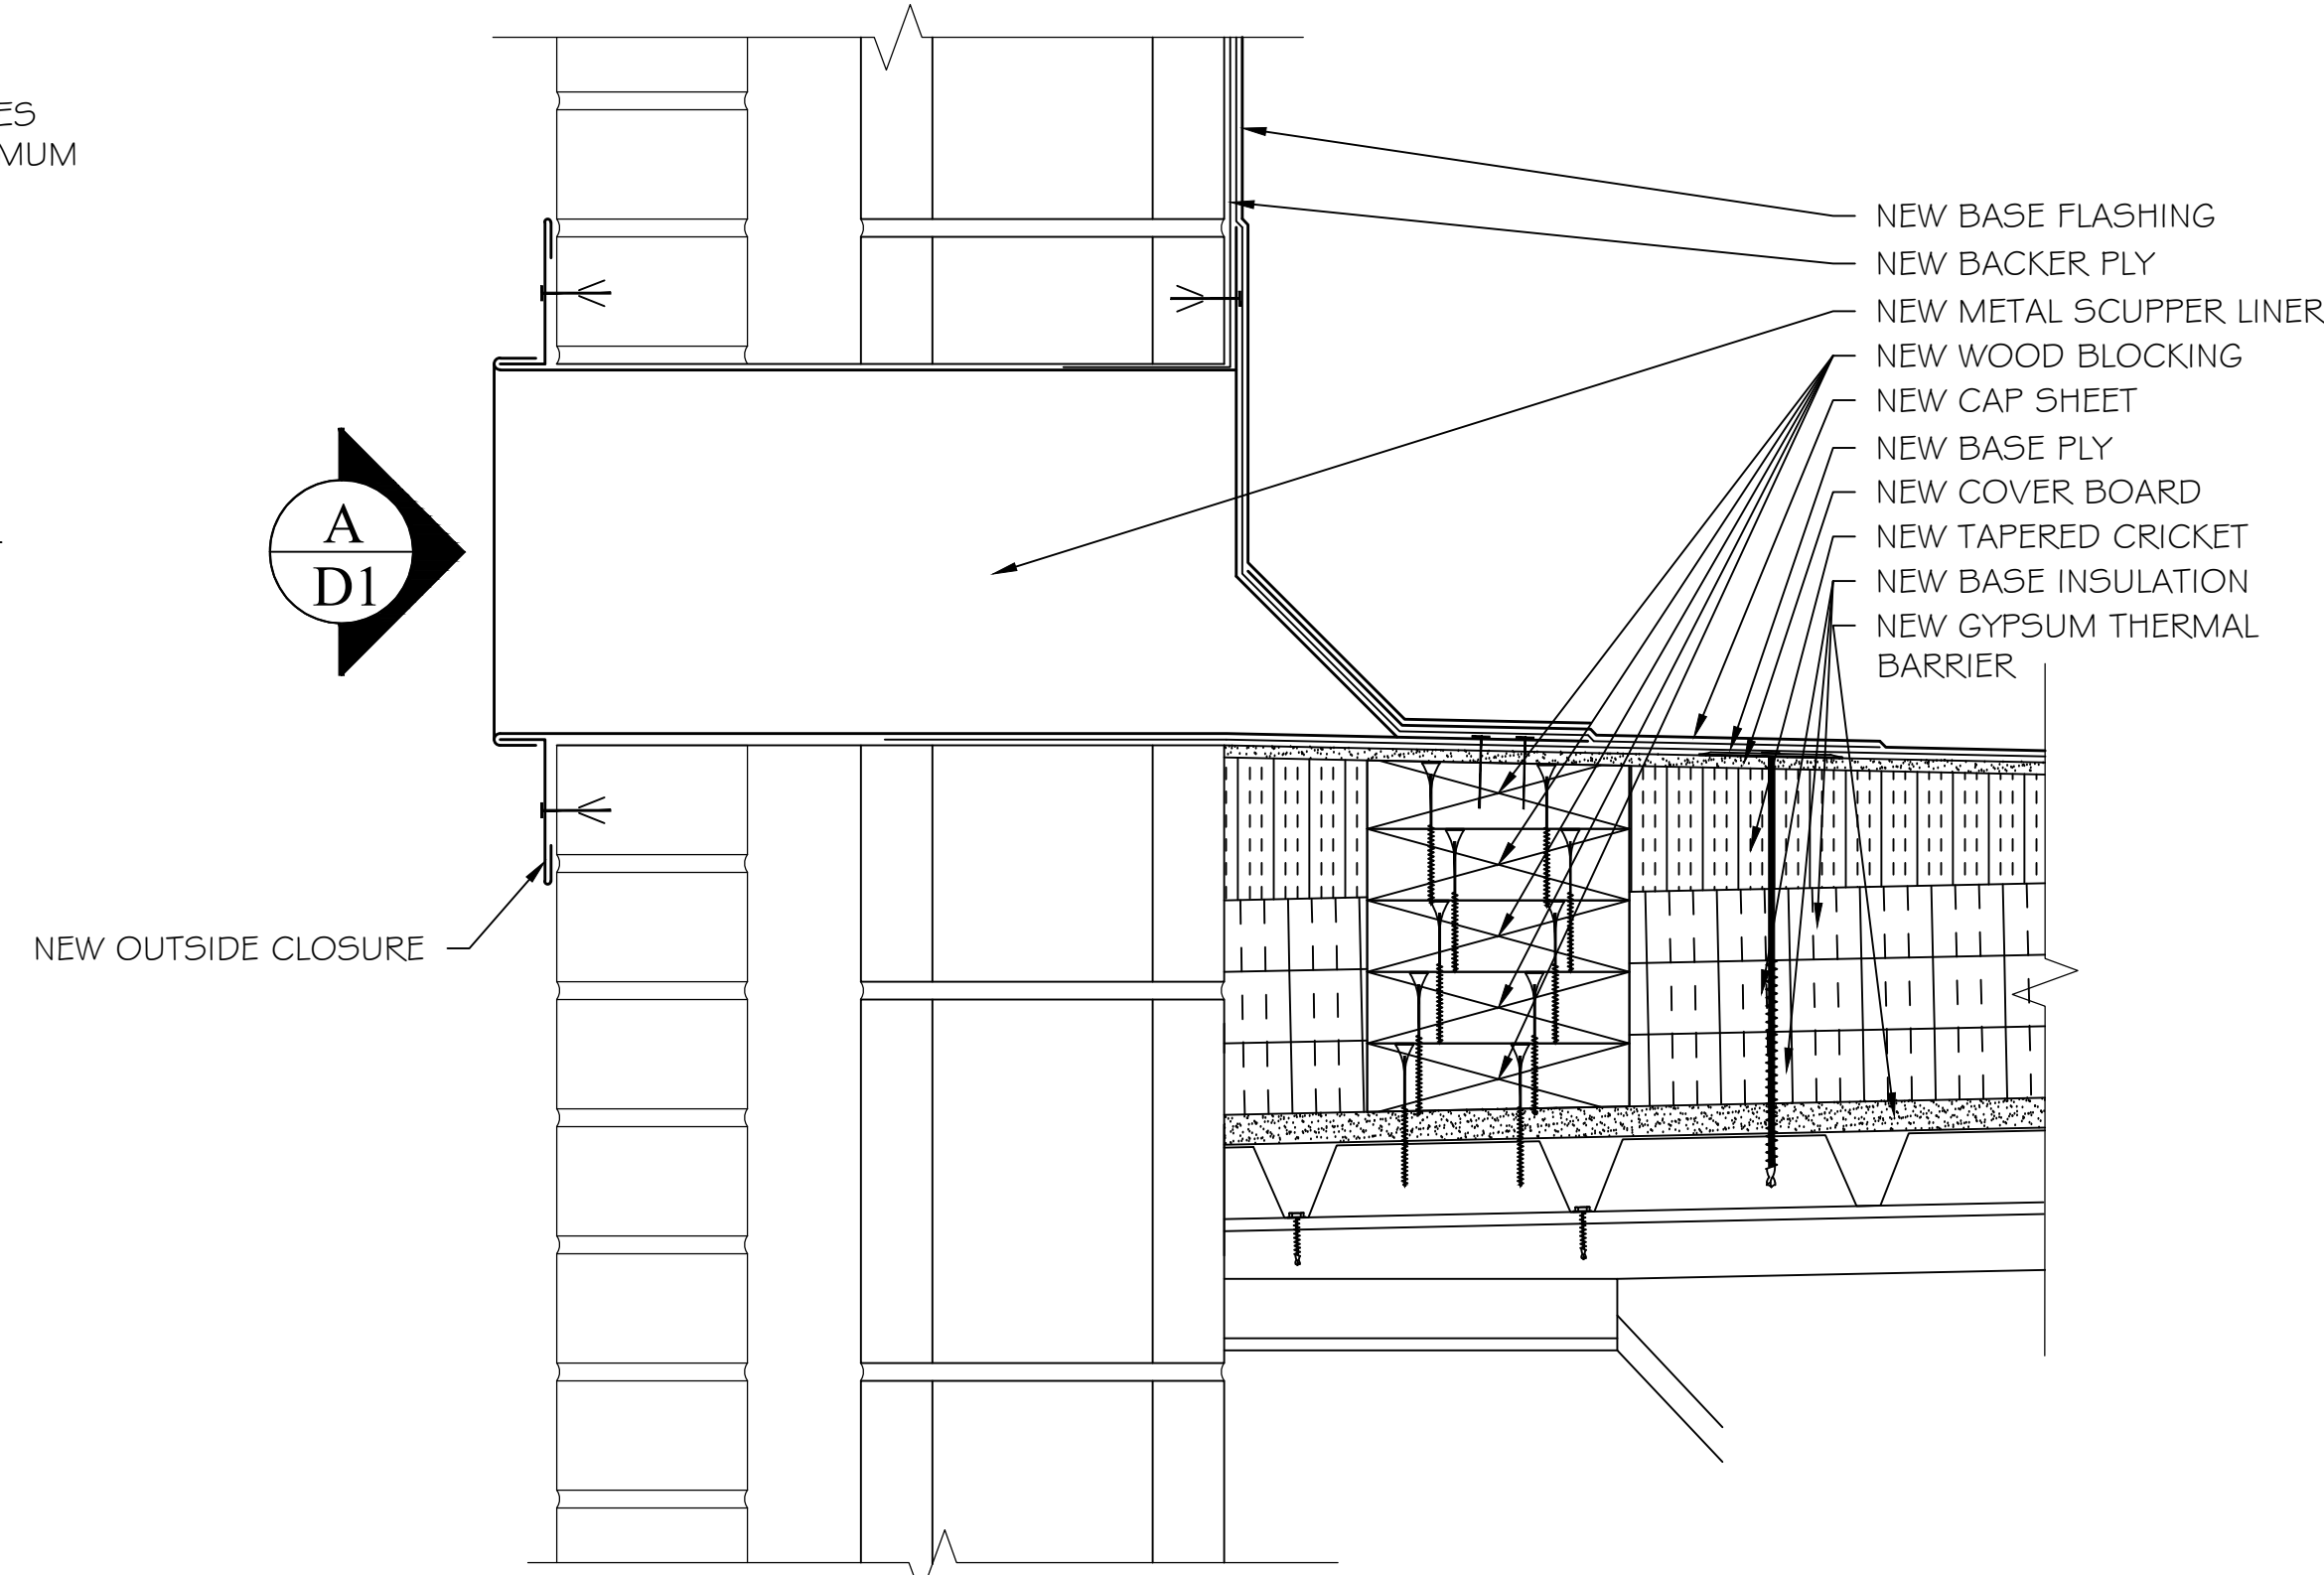 MUM
NEW BASE FLASHING
NEW BACKER PLY
NEW METAL SCUPPER LINER
NEW WOOD BLOCKING
NEW CAP SHEET
NEW BASE PLY
NEW COVER BOARD
NEW TAPERED CRICKET
NEW BASE INSULATION
NEW GYPSUM THERMAL
BARRIER
A
D1
NEW OUTSIDE CLOSURE